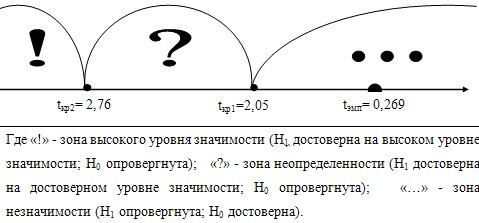 ! ? • • •
tкр2= 2,76 tкр1=2,05 tэмп= 0,269
Где «!» - зона высокого уровня значимости (H1 достоверна на высоком уровне
значимости; H0 опровергнута); «?» - зона неопределенности (H1 достоверна
на достоверном уровне значимости; H0 опровергнута); «…» - зона
незначимости (H1 опровергнута; H0 достоверна).